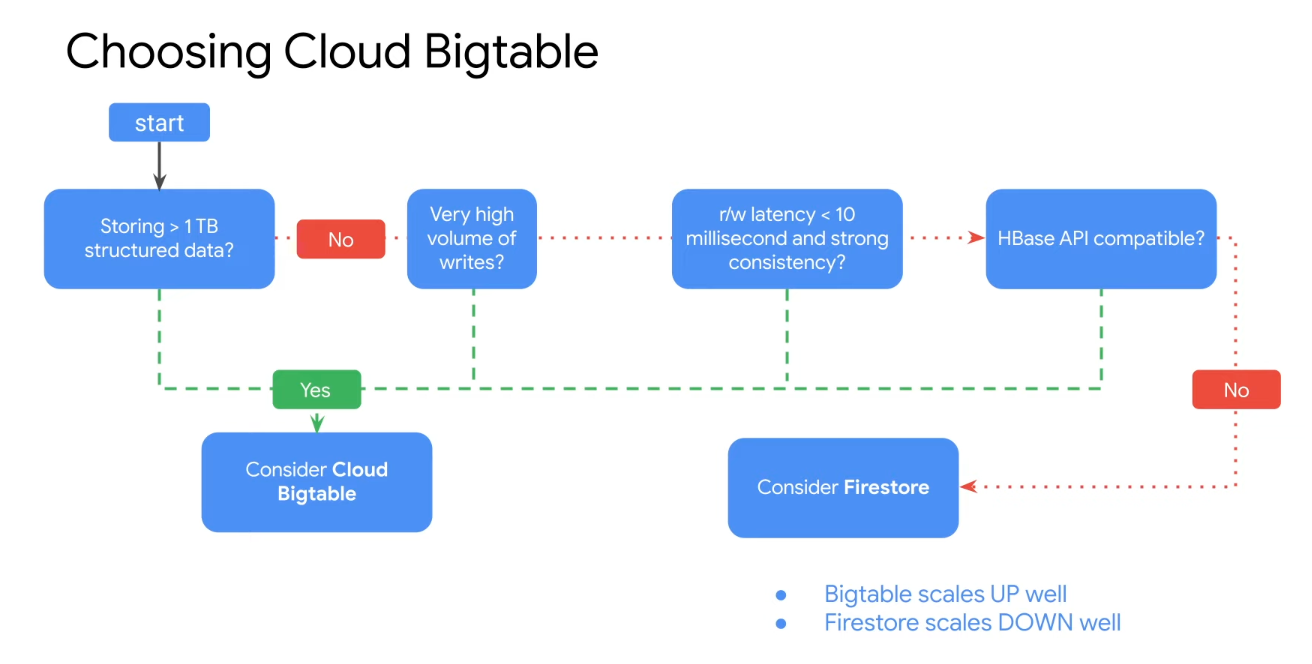 Choosing Cloud Bigtable
start
Storing > 1 TB
structured data?
No
Very high
volume of
writes?
r/w latency < 10
millisecond and strong
consistency?
HBase API compatible?
Yes
No
Consider Cloud
Bigtable
Consider Firestore
● Bigtable scales UP well
● Firestore scales DOWN well